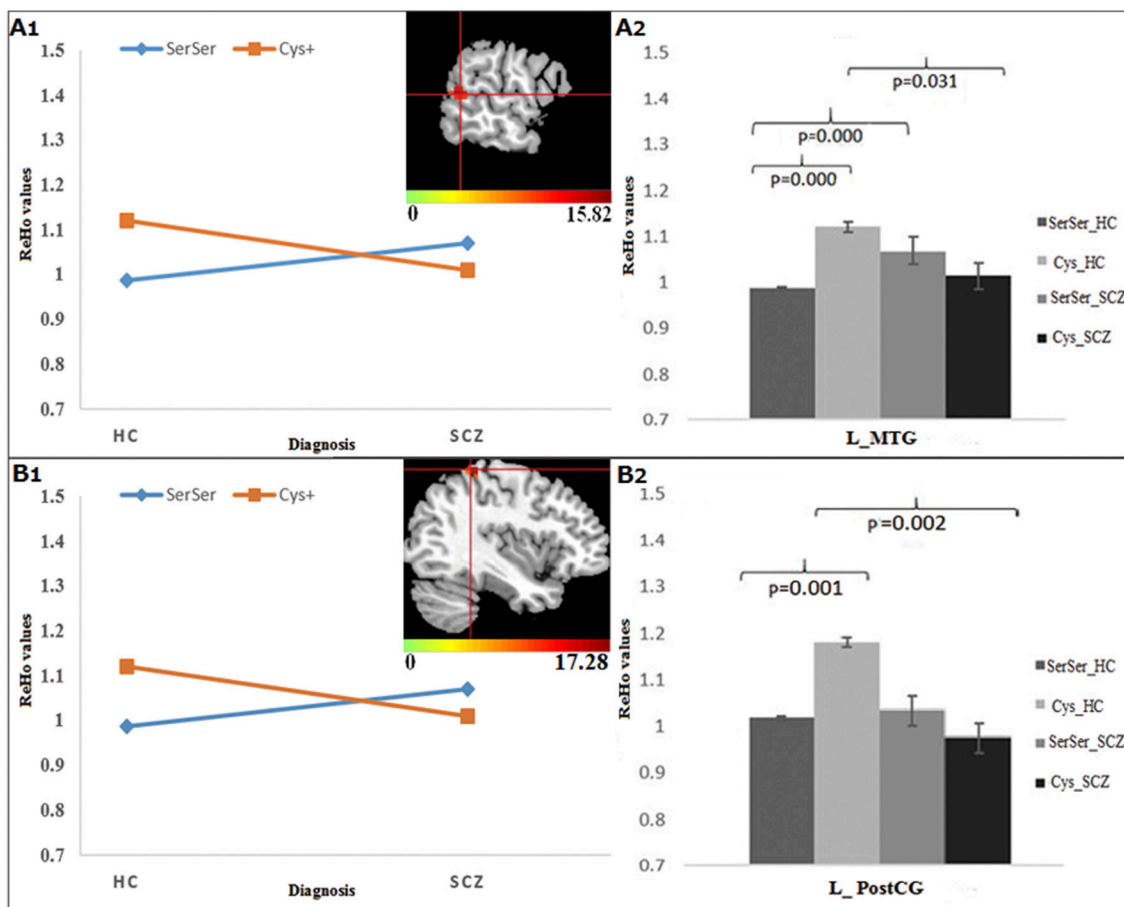 A1
SerSer Cys+
1.5
1.4
1.3
1.2
1.1
1
0.9
0.8
0.7
ReHo values
0 15.82
HC SCZ
Diagnosis
A2
1.5
1.4
1.3
1.2
1.1
1
0.9
0.8
0.7
ReHo values
p=0.031
p=0.000
p=0.000
SerSer_HC
Cys_HC
SerSer_SCZ
Cys_SCZ
L_MTG
B1
SerSer Cys+
1.5
1.4
1.3
1.2
1.1
1
0.9
0.8
0.7
ReHo values
0 17.28
HC SCZ
Diagnosis
B2
1.5
1.4
1.3
1.2
1.1
1
0.9
0.8
0.7
ReHo values
p=0.002
p=0.001
SerSer_HC
Cys_HC
SerSer_SCZ
Cys_SCZ
L_ PostCG